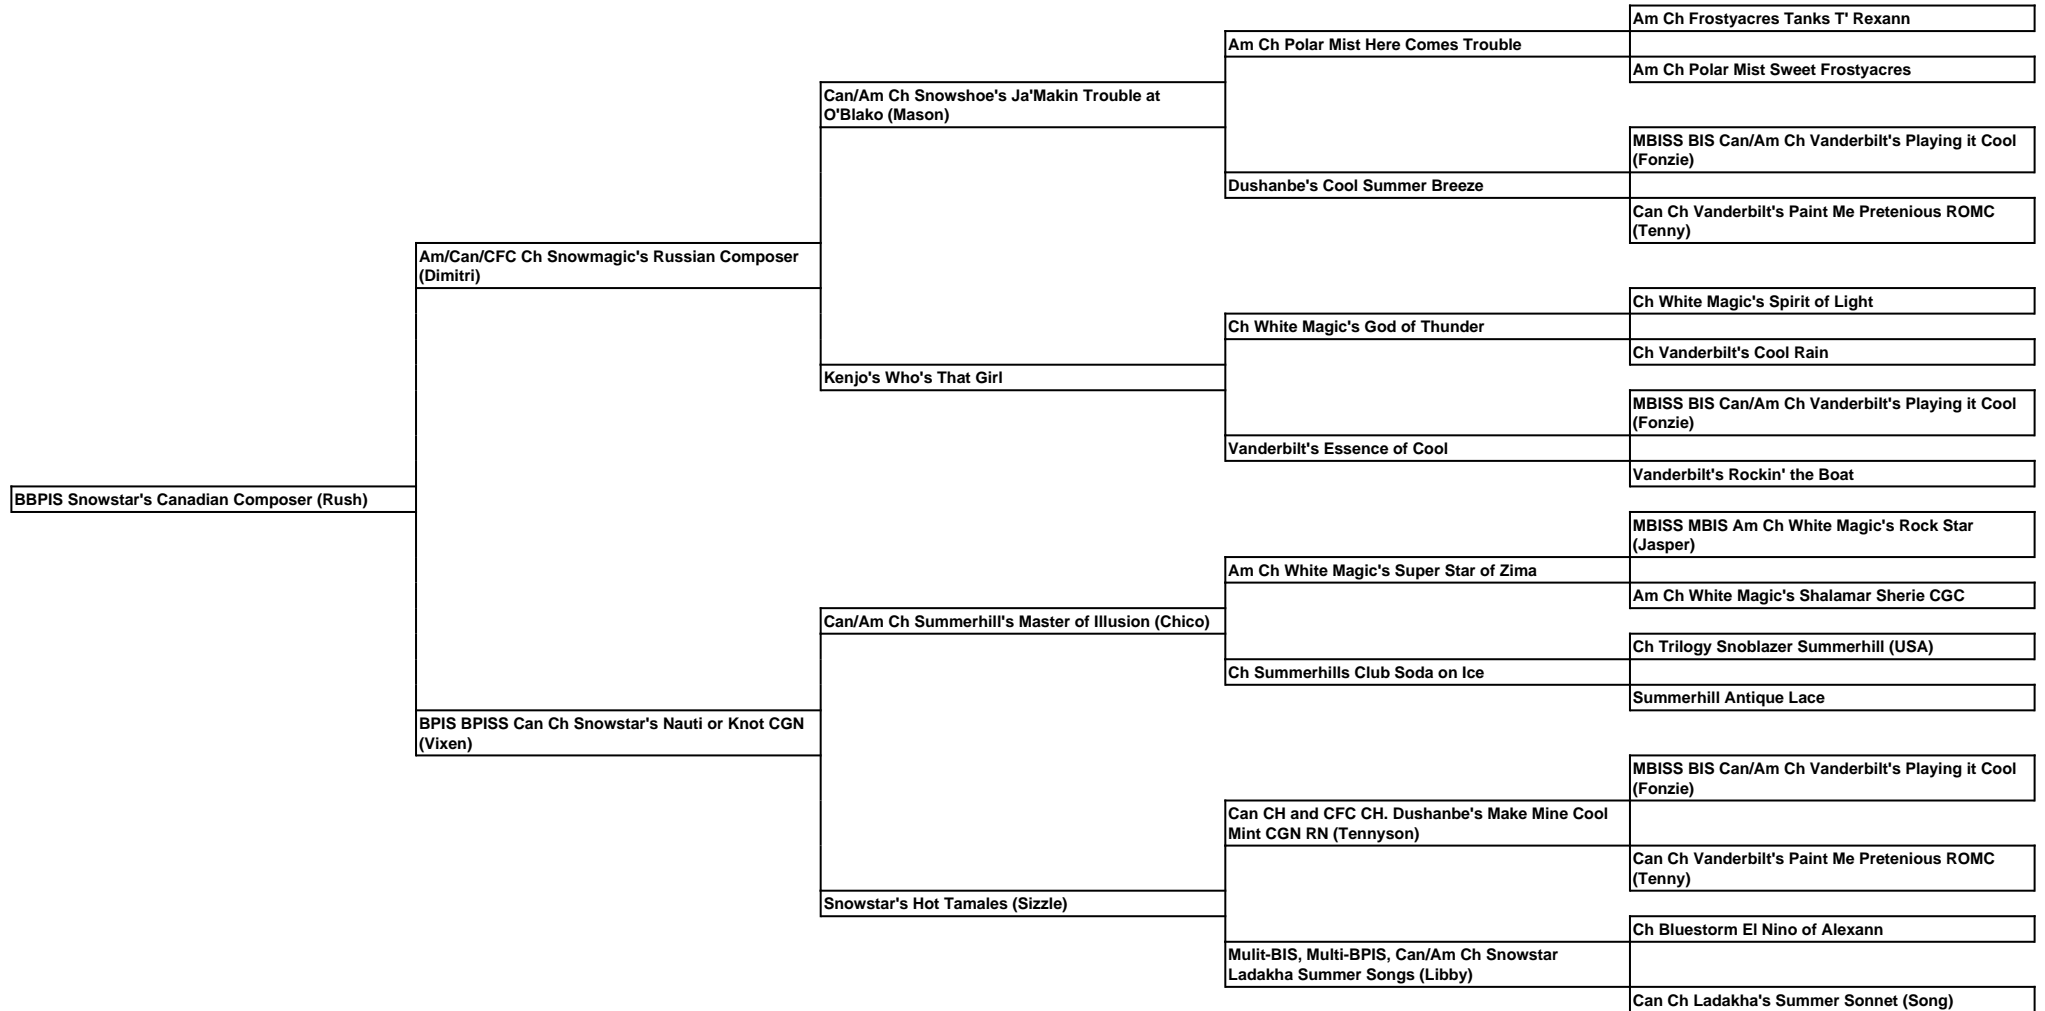 Am Ch Frostyacres Tanks T' Rexann
Am Ch Polar Mist Here Comes Trouble
Am Ch Polar Mist Sweet Frostyacres
Can/Am Ch Snowshoe's Ja'Makin Trouble at
O'Blako (Mason)
MBISS BIS Can/Am Ch Vanderbilt's Playing it Cool
(Fonzie)
Dushanbe's Cool Summer Breeze
Can Ch Vanderbilt's Paint Me Pretenious ROMC
(Tenny)
Am/Can/CFC Ch Snowmagic's Russian Composer
(Dimitri)
Ch White Magic's Spirit of Light
Ch White Magic's God of Thunder
Ch Vanderbilt's Cool Rain
Kenjo's Who's That Girl
MBISS BIS Can/Am Ch Vanderbilt's Playing it Cool
(Fonzie)
Vanderbilt's Essence of Cool
Vanderbilt's Rockin' the Boat
BBPIS Snowstar's Canadian Composer (Rush)
MBISS MBIS Am Ch White Magic's Rock Star
(Jasper)
Am Ch White Magic's Super Star of Zima
Am Ch White Magic's Shalamar Sherie CGC
Can/Am Ch Summerhill's Master of Illusion (Chico)
Ch Trilogy Snoblazer Summerhill (USA)
Ch Summerhills Club Soda on Ice
Summerhill Antique Lace
BPIS BPISS Can Ch Snowstar's Nauti or Knot CGN
(Vixen)
MBISS BIS Can/Am Ch Vanderbilt's Playing it Cool
(Fonzie)
Can CH and CFC CH. Dushanbe's Make Mine Cool
Mint CGN RN (Tennyson)
Can Ch Vanderbilt's Paint Me Pretenious ROMC
(Tenny)
Snowstar's Hot Tamales (Sizzle)
Ch Bluestorm El Nino of Alexann
Mulit-BIS, Multi-BPIS, Can/Am Ch Snowstar
Ladakha Summer Songs (Libby)
Can Ch Ladakha's Summer Sonnet (Song)